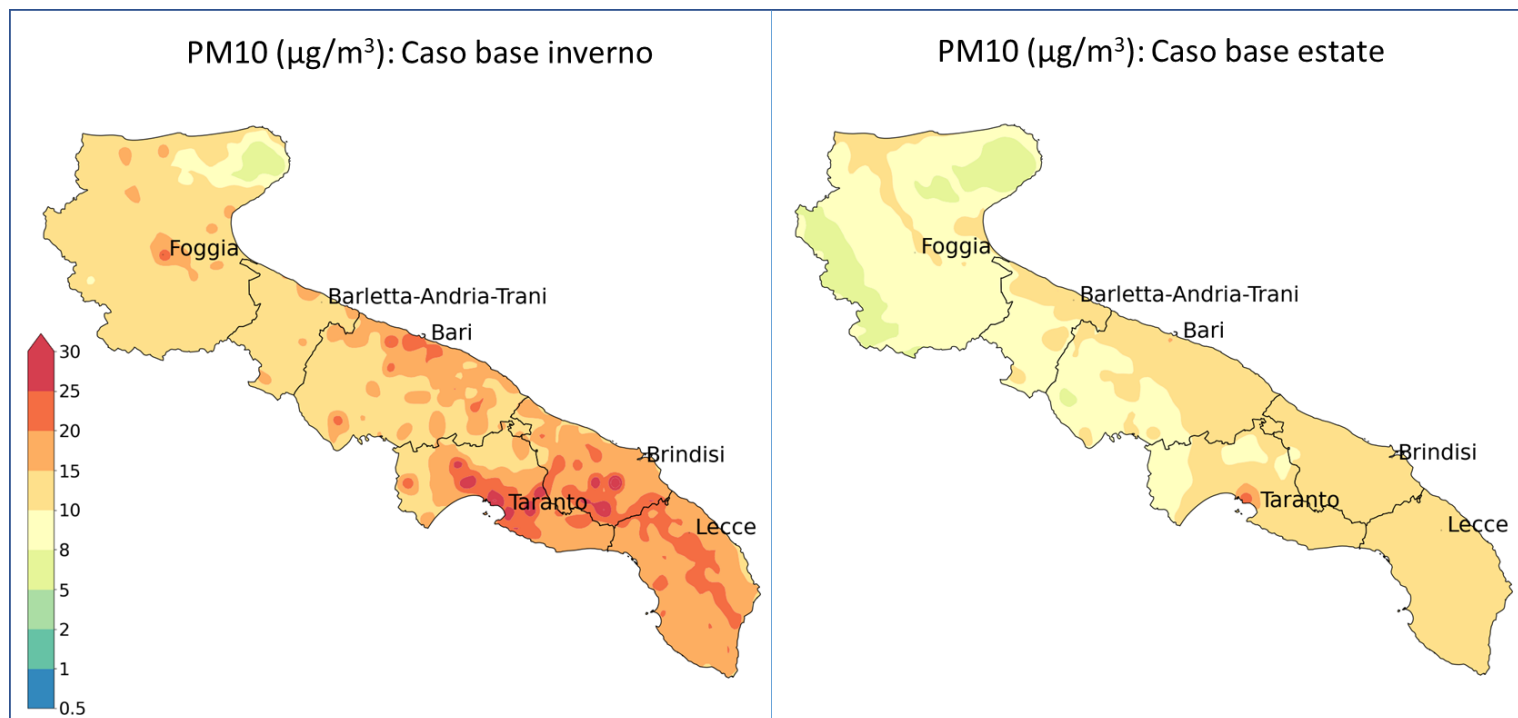 PM10 (µg/m³): Caso base inverno
Foggia
Barletta-Andria-Trani
Bari
Brindisi
Taranto
Lecce
30
25
20
15
10
8
5
2
1
0.5
PM10 (µg/m³): Caso base estate
Foggia
Barletta-Andria-Trani
Bari
Brindisi
Taranto
Lecce